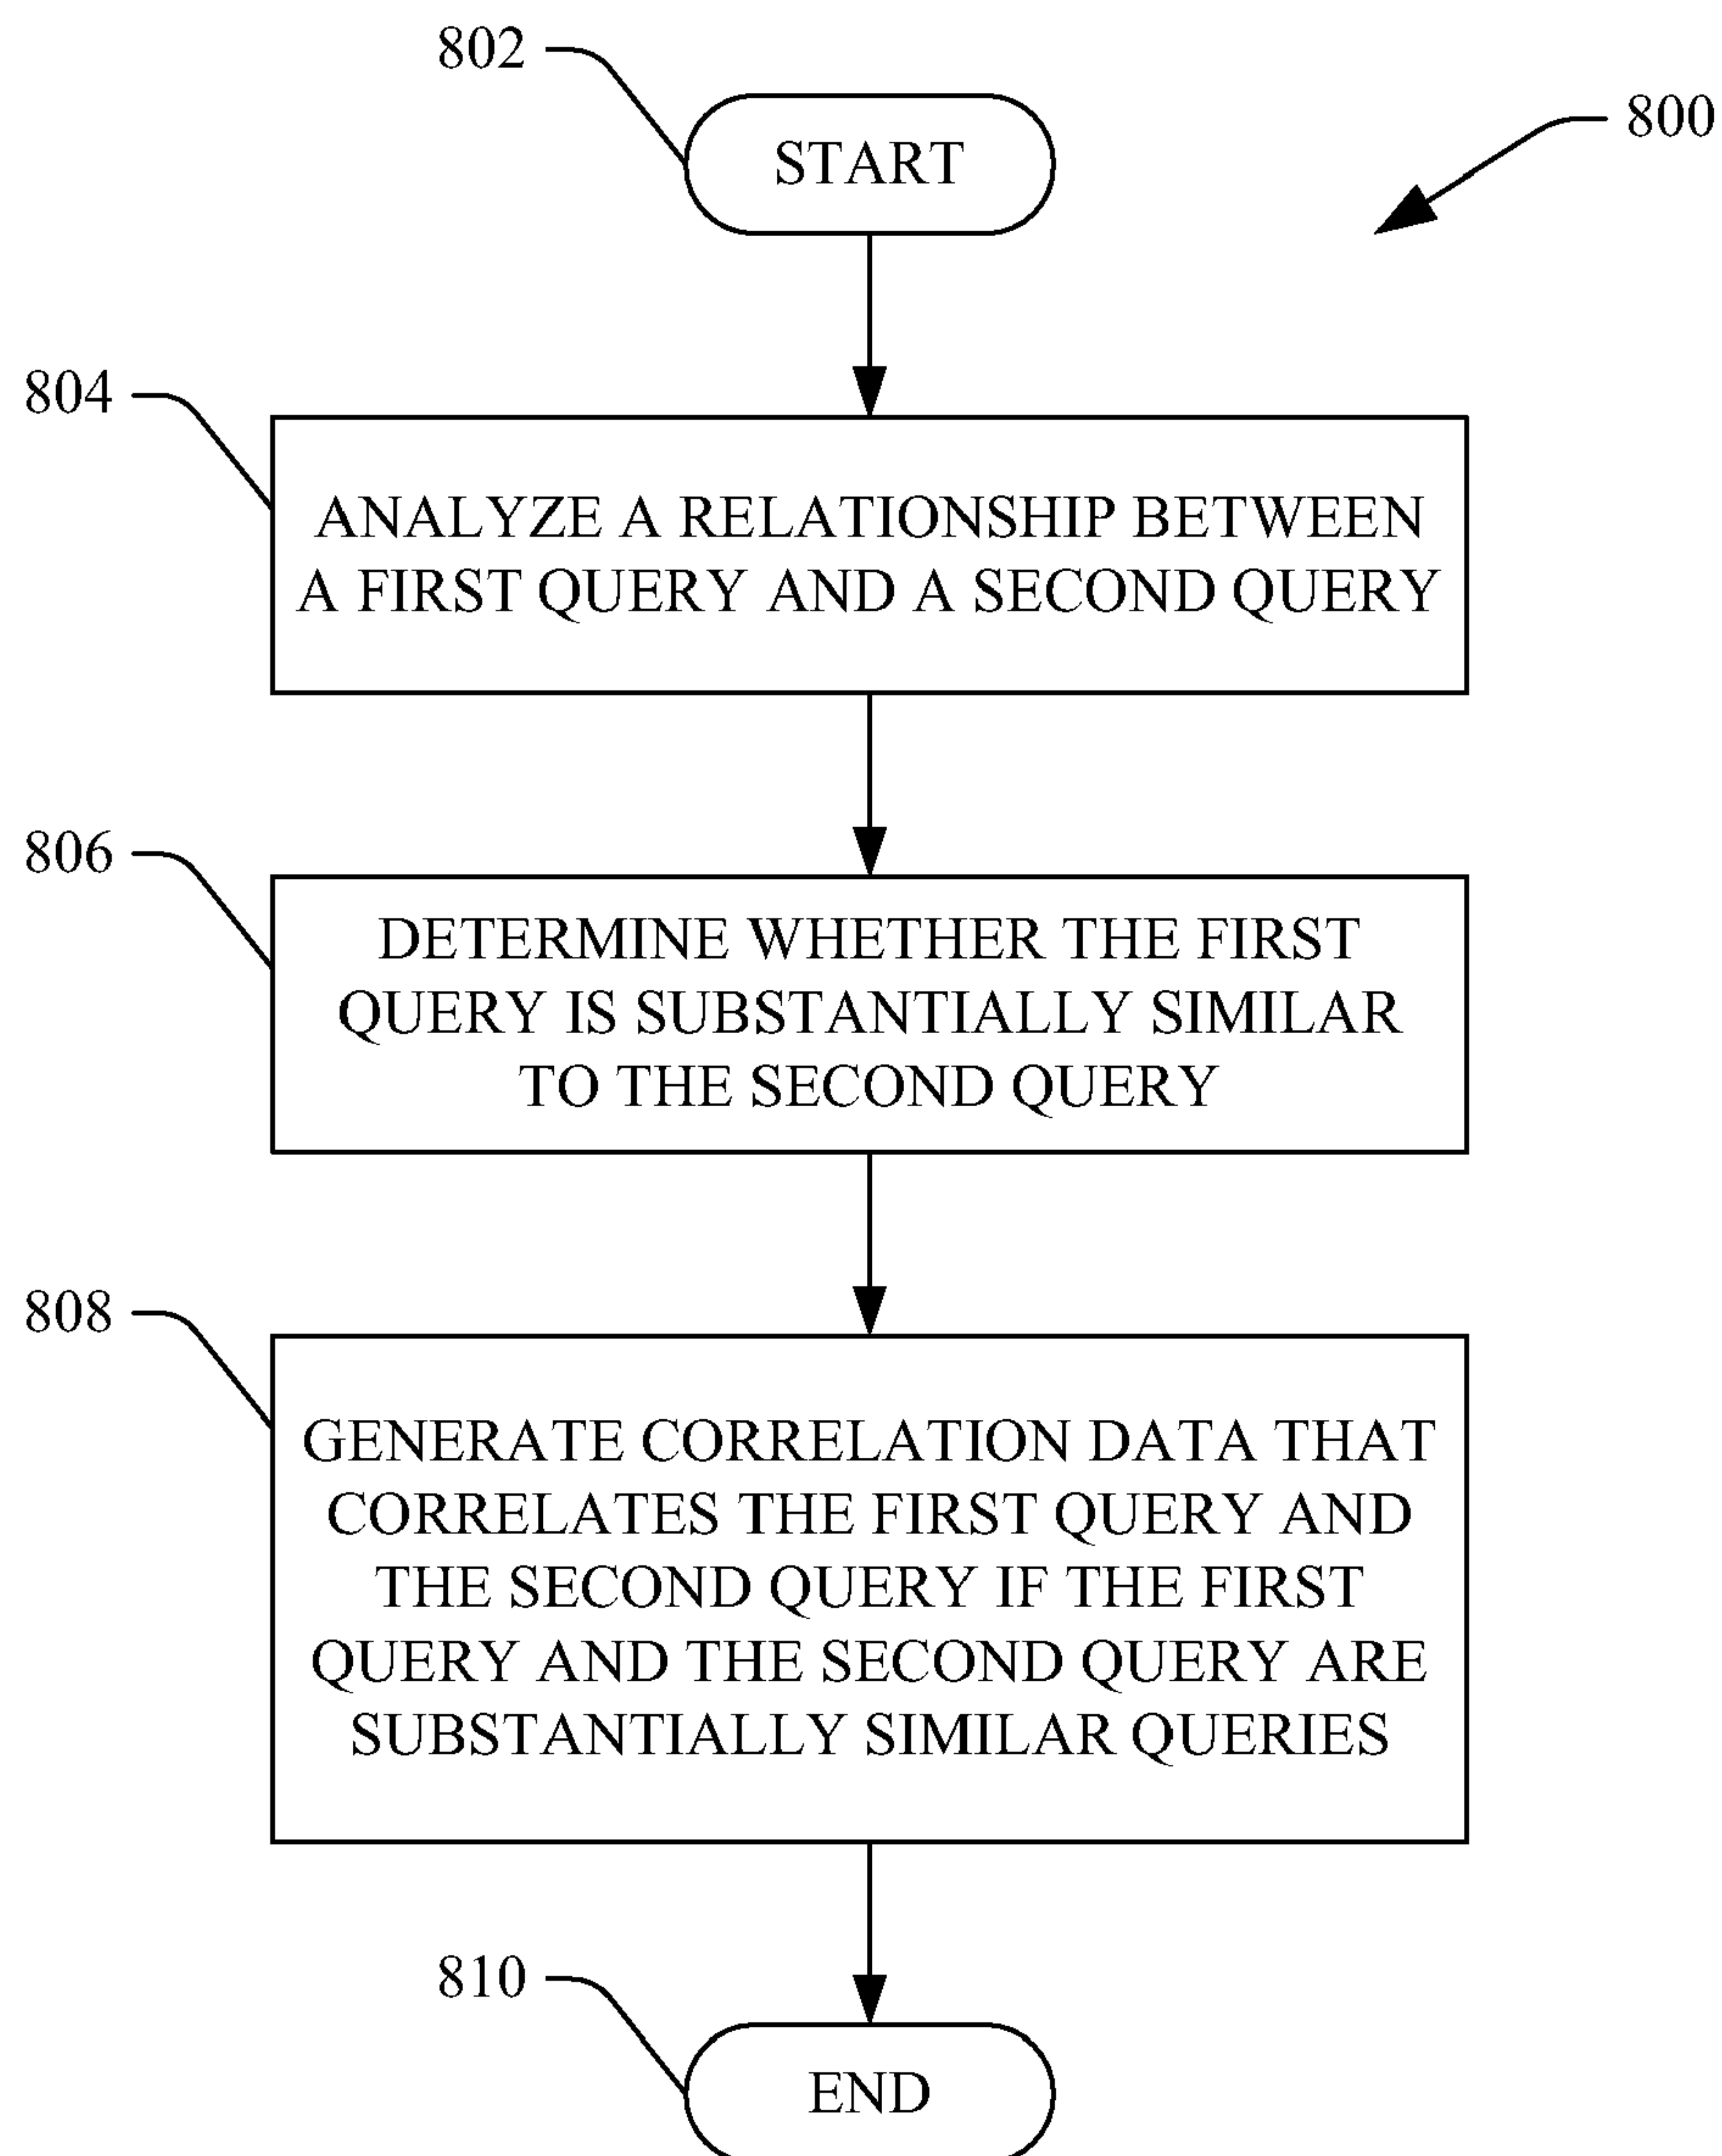 802
START
800
804
ANALYZE A RELATIONSHIP BETWEEN
A FIRST QUERY AND A SECOND QUERY
806
DETERMINE WHETHER THE FIRST
QUERY IS SUBSTANTIALLY SIMILAR
TO THE SECOND QUERY
808
GENERATE CORRELATION DATA THAT
CORRELATES THE FIRST QUERY AND
THE SECOND QUERY IF THE FIRST
QUERY AND THE SECOND QUERY ARE
SUBSTANTIALLY SIMILAR QUERIES
810
END